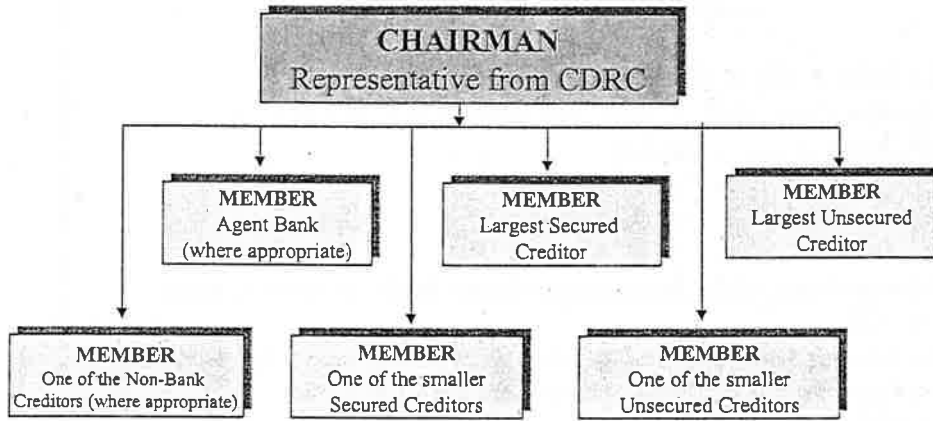 CHAIRMAN
Representative from CDRC
MEMBER
Agent Bank
(where appropriate)
MEMBER
Largest Secured
Creditor
MEMBER
Largest Unsecured
Creditor
MEMBER
One of the Non-Bank
Creditors (where appropriate)
MEMBER
One of the smaller
Secured Creditors
MEMBER
One of the smaller
Unsecured Creditors